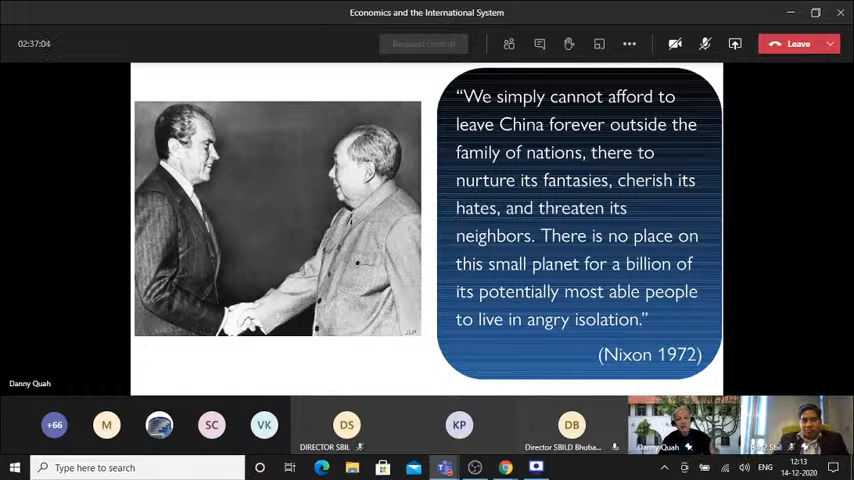 Economics and the International System
02:37:04
Request control
Leave
“We simply cannot afford to
leave China forever outside the
family of nations, there to
nurture its fantasies, cherish its
hates, and threaten its
neighbors. There is no place on
this small planet for a billion of
its potentially most able people
to live in angry isolation.”
(Nixon 1972)
AP
Danny Quah
+66
M
SC
VK
DS
KP
DB
DIRECTOR SBIL
Director SBILD Bhuba...
Danny Quah
Sbil
Type here to search
ENG
12:13
14-12-2020